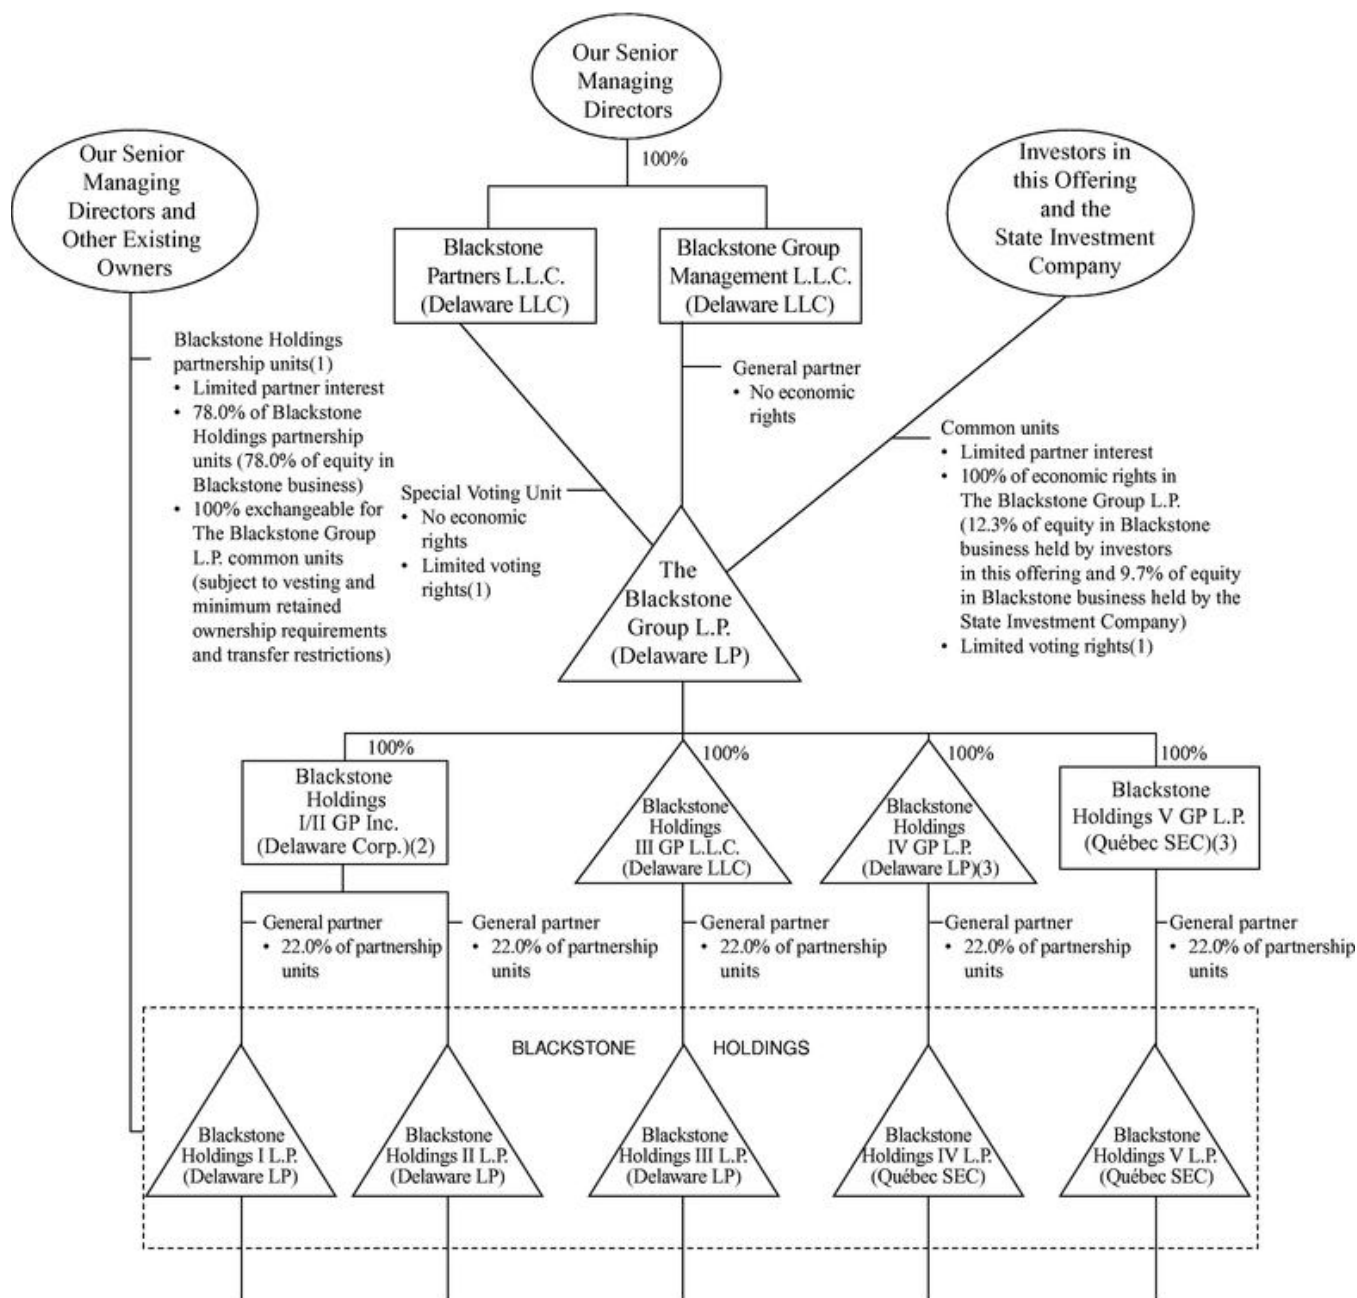 Our Senior
Managing
Directors
100%
Our Senior
Managing
Directors and
Other Existing
Owners
Investors in
this Offering
and the
State Investment
Company
Blackstone
Partners L.L.C.
(Delaware LLC)
Blackstone Group
Management L.L.C.
(Delaware LLC)
Blackstone Holdings
partnership units(1)
• Limited partner interest
• 78.0% of Blackstone
Holdings partnership
units (78.0% of equity in
Blackstone business)
• 100% exchangeable for
The Blackstone Group
L.P. common units
(subject to vesting and
minimum retained
ownership requirements
and transfer restrictions)
General partner
• No economic
rights
Special Voting Unit
• No economic
rights
• Limited voting
rights(1)
Common units
• Limited partner interest
• 100% of economic rights in
The Blackstone Group L.P.
(12.3% of equity in Blackstone
business held by investors
in this offering and 9.7% of equity
in Blackstone business held by the
State Investment Company)
• Limited voting rights(1)
The
Blackstone
Group L.P.
(Delaware LP)
100%
100%
100%
100%
Blackstone
Holdings
I/II GP Inc.
(Delaware Corp.)(2)
Blackstone
Holdings
III GP L.L.C.
(Delaware LLC)
Blackstone
Holdings
IV GP L.P.
(Delaware LP)(3)
Blackstone
Holdings V GP L.P.
(Québec SEC)(3)
General partner
• 22.0% of partnership
units
General partner
• 22.0% of partnership
units
General partner
• 22.0% of partnership
units
General partner
• 22.0% of partnership
units
General partner
• 22.0% of partnership
units
BLACKSTONE HOLDINGS
Blackstone
Holdings I L.P.
(Delaware LP)
Blackstone
Holdings II L.P.
(Delaware LP)
Blackstone
Holdings III L.P.
(Delaware LP)
Blackstone
Holdings IV L.P.
(Québec SEC)
Blackstone
Holdings V L.P.
(Québec SEC)